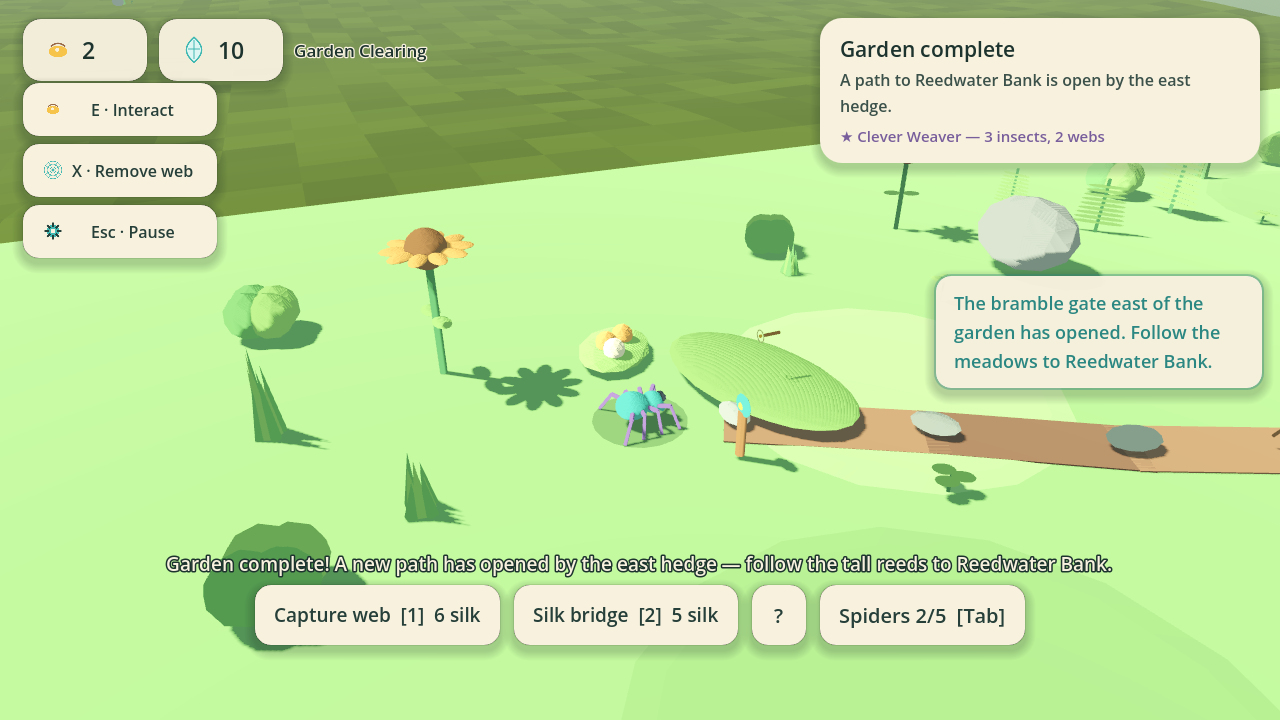 2
10
Garden Clearing
E · Interact
X · Remove web
Esc · Pause
Garden complete
A path to Reedwater Bank is open by the east
hedge.
★ Clever Weaver — 3 insects, 2 webs
The bramble gate east of the
garden has opened. Follow the
meadows to Reedwater Bank.
Garden complete! A new path has opened by the east hedge — follow the tall reeds to Reedwater Bank.
Capture web [1] 6 silk
Silk bridge [2] 5 silk
?
Spiders 2/5 [Tab]